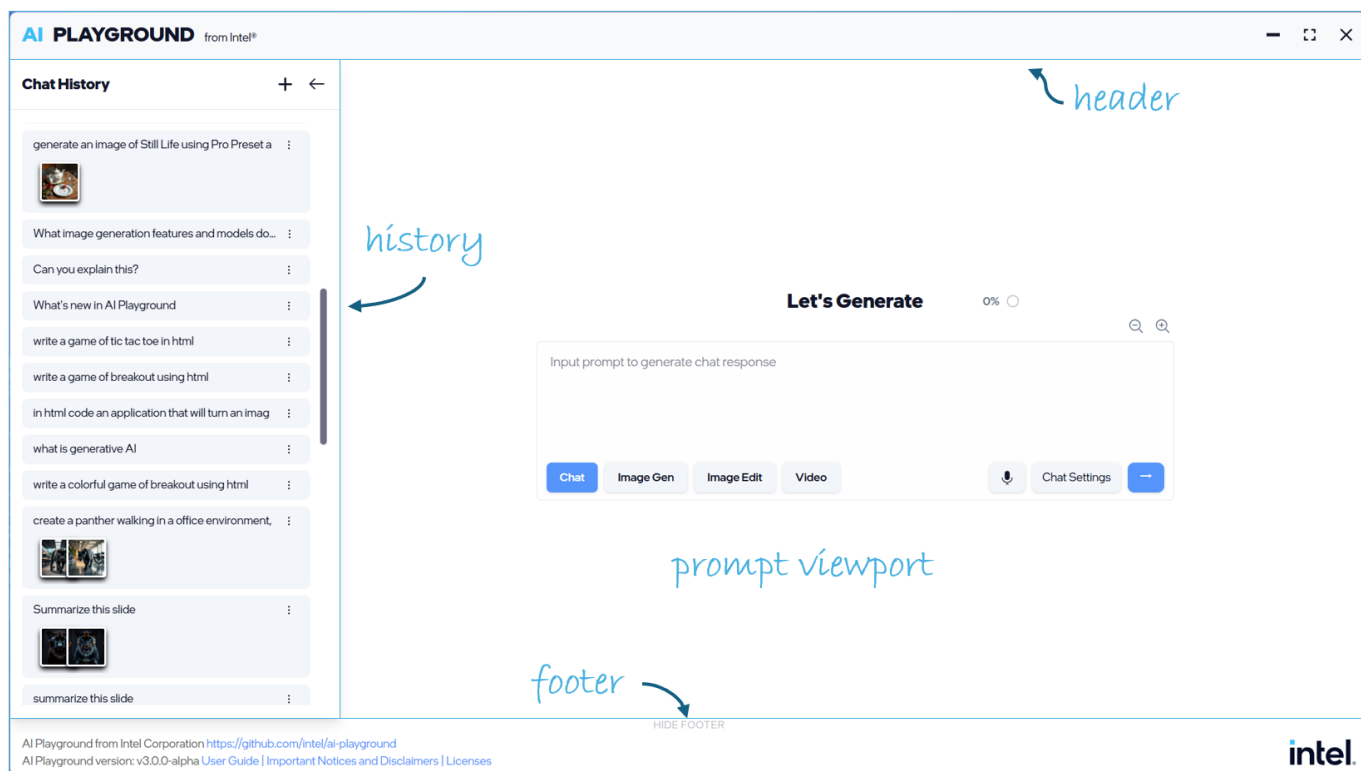 AI PLAYGROUND from Intel®
header
Chat History
generate an image of Still Life using Pro Preset a
What image generation features and models do...
history
Can you explain this?
What's new in AI Playground
Let's Generate 0%
write a game of tic tac toe in html
Input prompt to generate chat response
write a game of breakout using html
in html code an application that will turn an imag
what is generative AI
Chat Image Gen Image Edit Video Chat Settings
write a colorful game of breakout using html
create a panther walking in a office environment,
prompt viewport
Summarize this slide
footer
summarize this slide
HIDE FOOTER
AI Playground from Intel Corporation https://github.com/intel/ai-playground
AI Playground version: v3.0.0-alpha User Guide | Important Notices and Disclaimers | Licenses
intel.